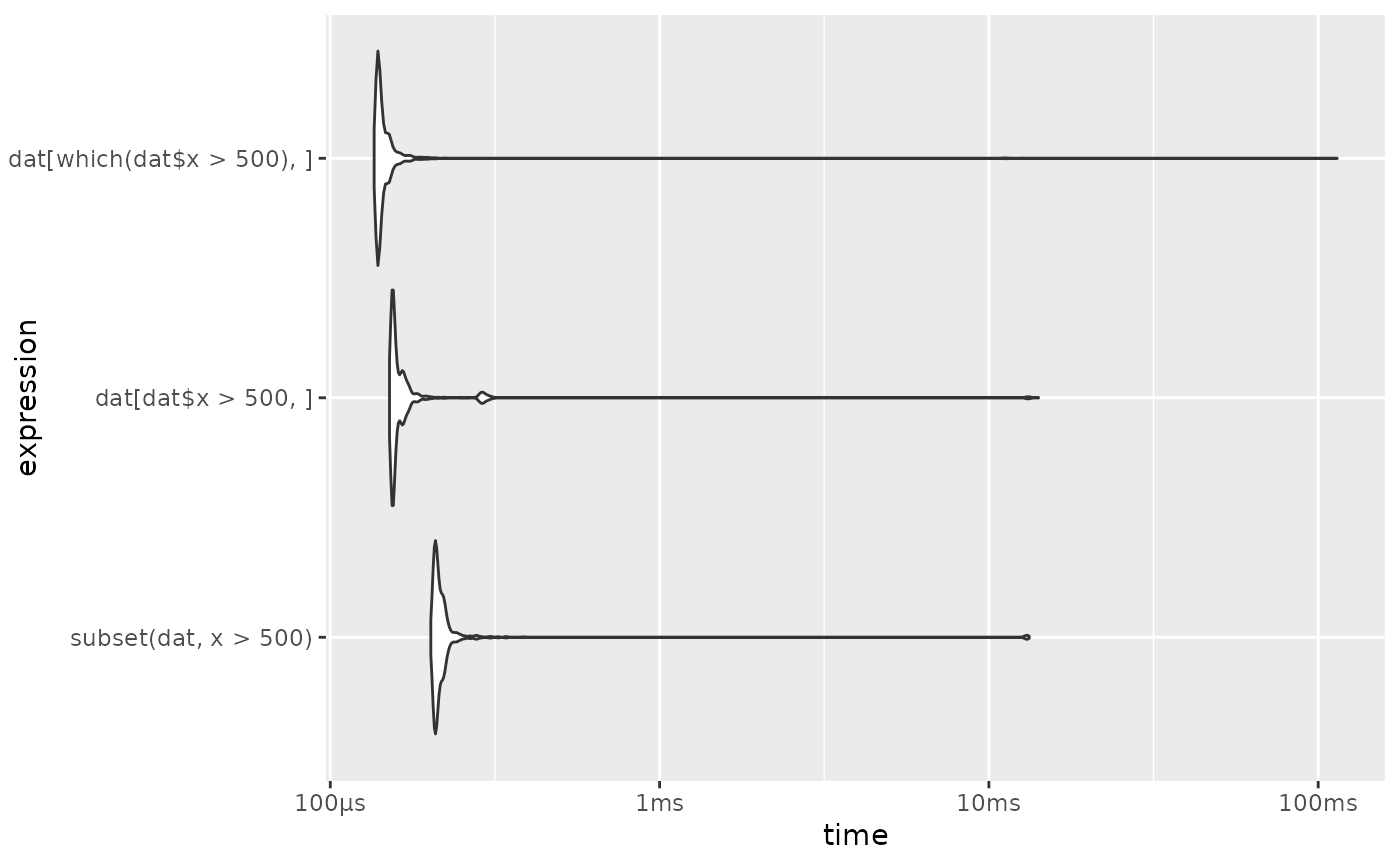 dat[which(dat$x > 500), ]
dat[dat$x > 500, ]
subset(dat, x > 500)
expression
100µs
1ms
10ms
100ms
time